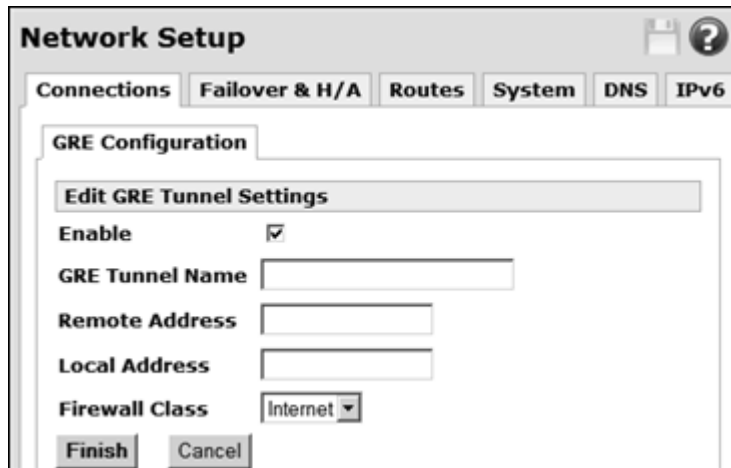 Network Setup
Connections Failover & H/A Routes System DNS IPv6
GRE Configuration
Edit GRE Tunnel Settings
Enable
GRE Tunnel Name
Remote Address
Local Address
Firewall Class Internet
Finish Cancel